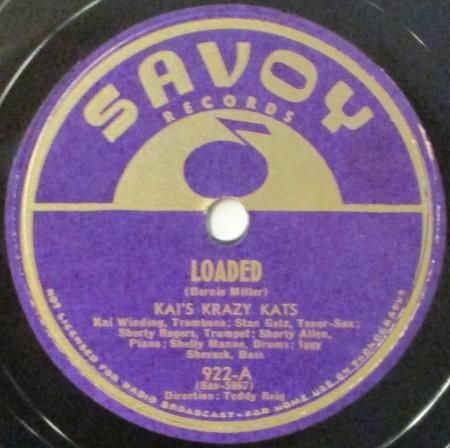 SAVOY
RECORDS
LOADED
(Bernie Miller)
KAI'S KRAZY KATS
Kai Winding, Trombone; Stan Getz, Tenor-Sax;
Shorty Rogers, Trumpet; Shorty Allen,
Piano; Shelly Manne, Drums; Iggy
Shevack, Bass
922-A
(Sav-5867)
Direction: Teddy Reig
NOT LICENSED FOR RADIO BROADCAST-FOR HOME USE ON PHONOGRAPHS